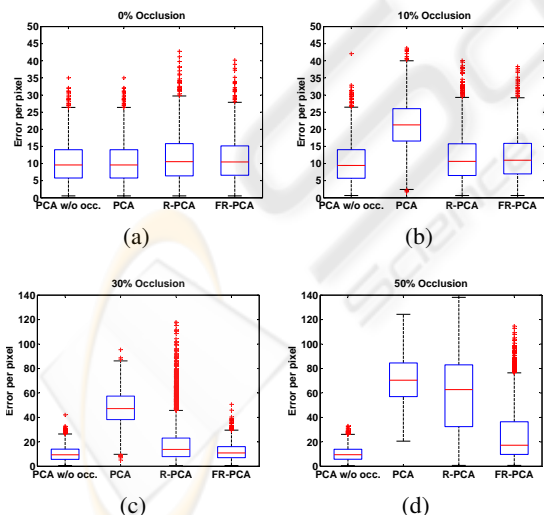 0% Occlusion
50
45
40
35
30
25
20
15
10
5
0
Error per pixel
PCA w/o occ. PCA R-PCA FR-PCA
(a)
10% Occlusion
50
45
40
35
30
25
20
15
10
5
0
Error per pixel
PCA w/o occ. PCA R-PCA FR-PCA
(b)
30% Occlusion
140
120
100
80
60
40
20
0
Error per pixel
PCA w/o occ. PCA R-PCA FR-PCA
(c)
50% Occlusion
140
120
100
80
60
40
20
0
Error per pixel
PCA w/o occ. PCA R-PCA FR-PCA
(d)